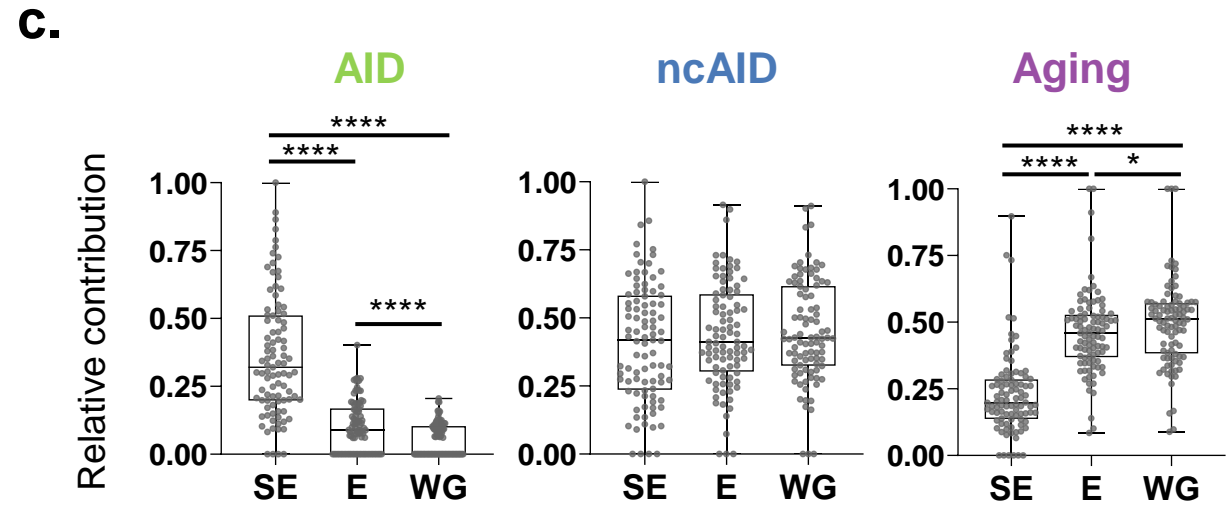 c.
AID
ncAID
Aging
Relative contribution
****
****
****
1.00
0.75
0.50
0.25
0.00
SE E WG
1.00
0.75
0.50
0.25
0.00
SE E WG
****
**** *
1.00
0.75
0.50
0.25
0.00
SE E WG